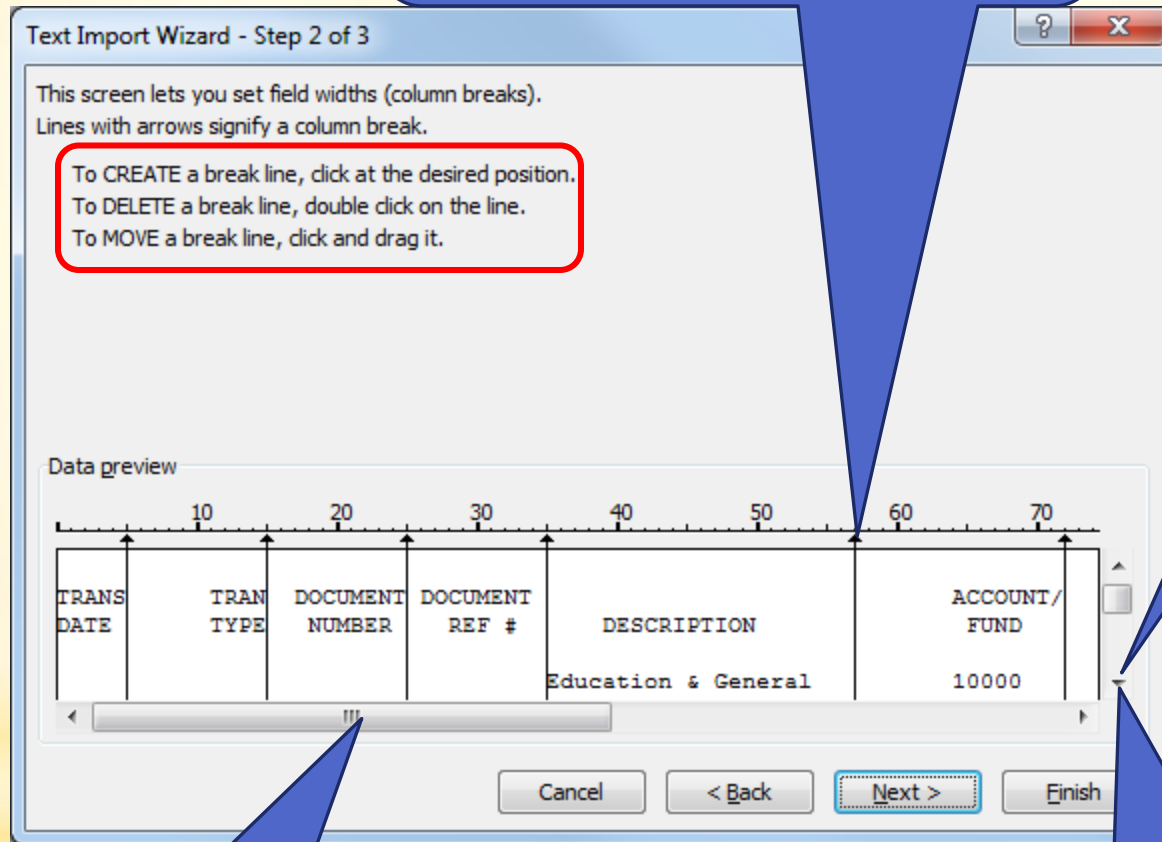 Text Import Wizard - Step 2 of 3
This screen lets you set field widths (column breaks).
Lines with arrows signify a column break.
To CREATE a break line, click at the desired position.
To DELETE a break line, double click on the line.
To MOVE a break line, click and drag it.
Data preview
10 20 30 40 50 60 70
TRANS TRAN DOCUMENT DOCUMENT ACCOUNT/
DATE TYPE NUMBER REF # DESCRIPTION FUND
Education & General 10000
Cancel < Back Next > Finish